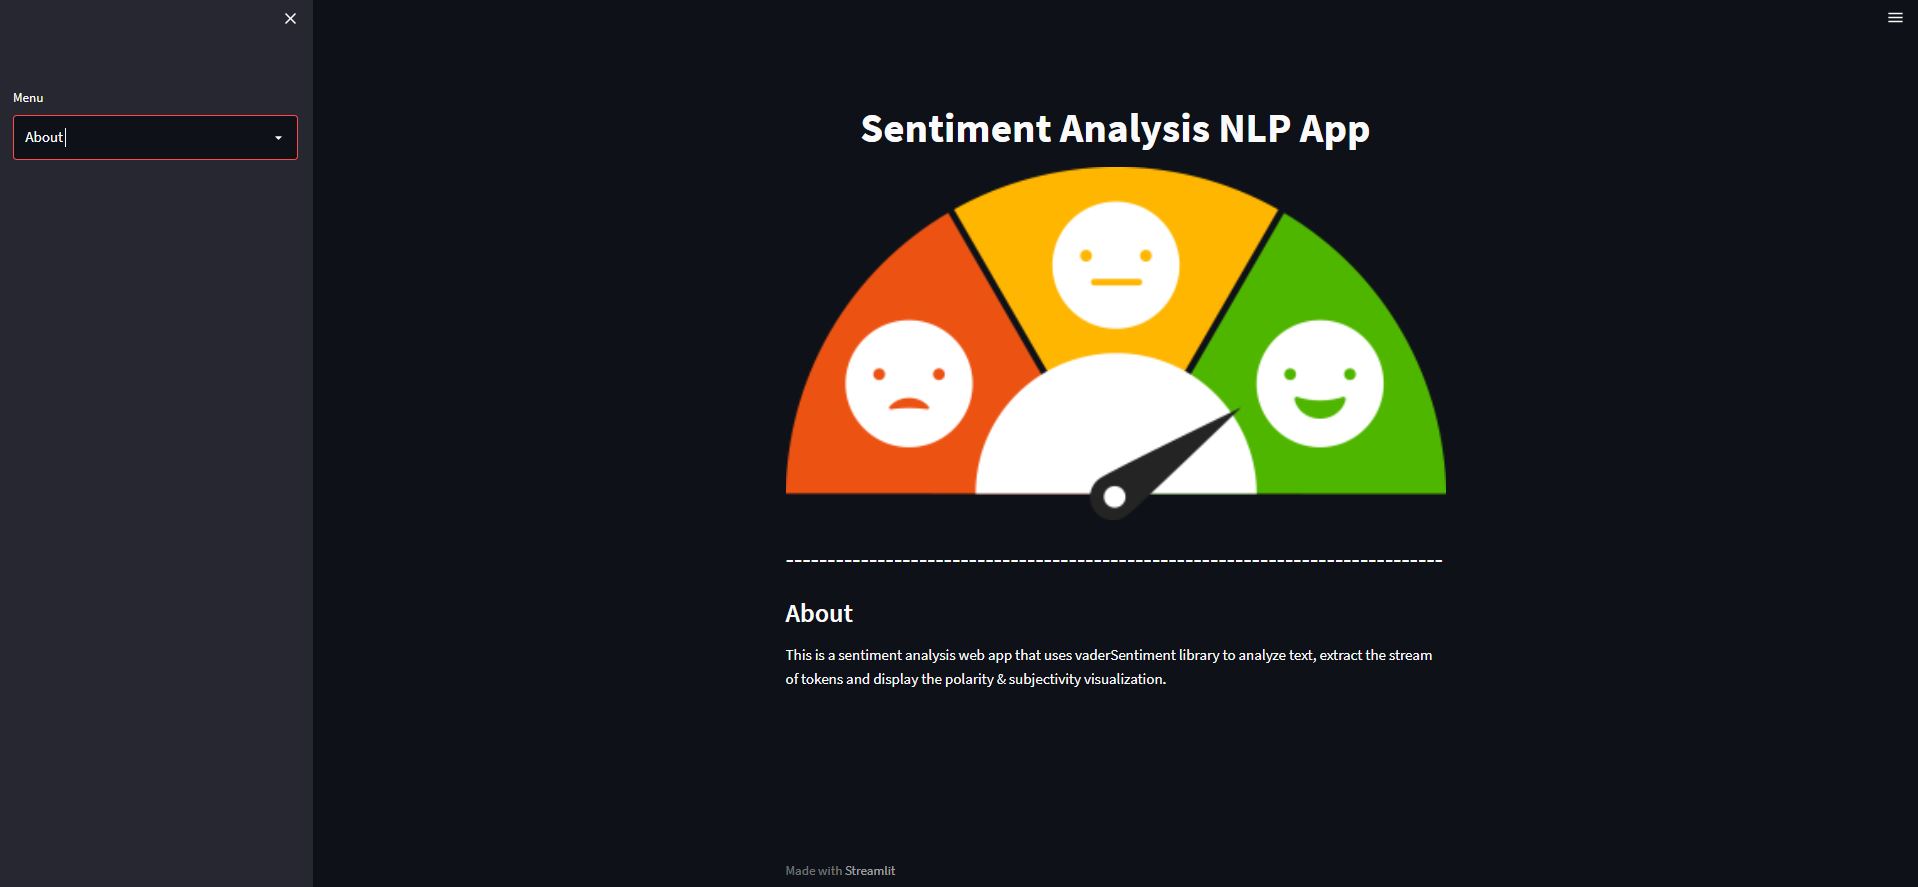 Menu
About
Sentiment Analysis NLP App
--------------------------------------------------------------------------------
About
This is a sentiment analysis web app that uses vaderSentiment library to analyze text, extract the stream
of tokens and display the polarity & subjectivity visualization.
Made with Streamlit